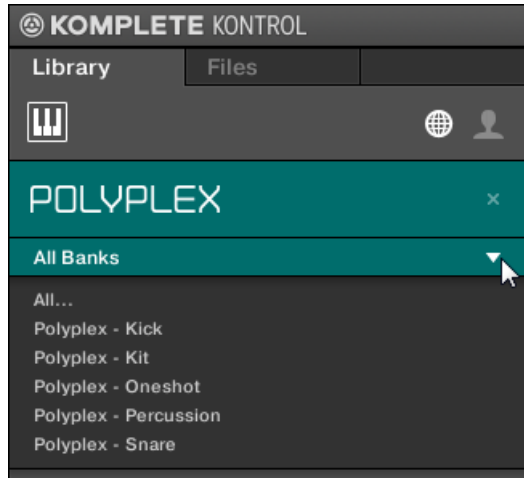 KOMPLETE KONTROL
Library Files
POLYPLEX
All Banks
All...
Polyplex - Kick
Polyplex - Kit
Polyplex - Oneshot
Polyplex - Percussion
Polyplex - Snare